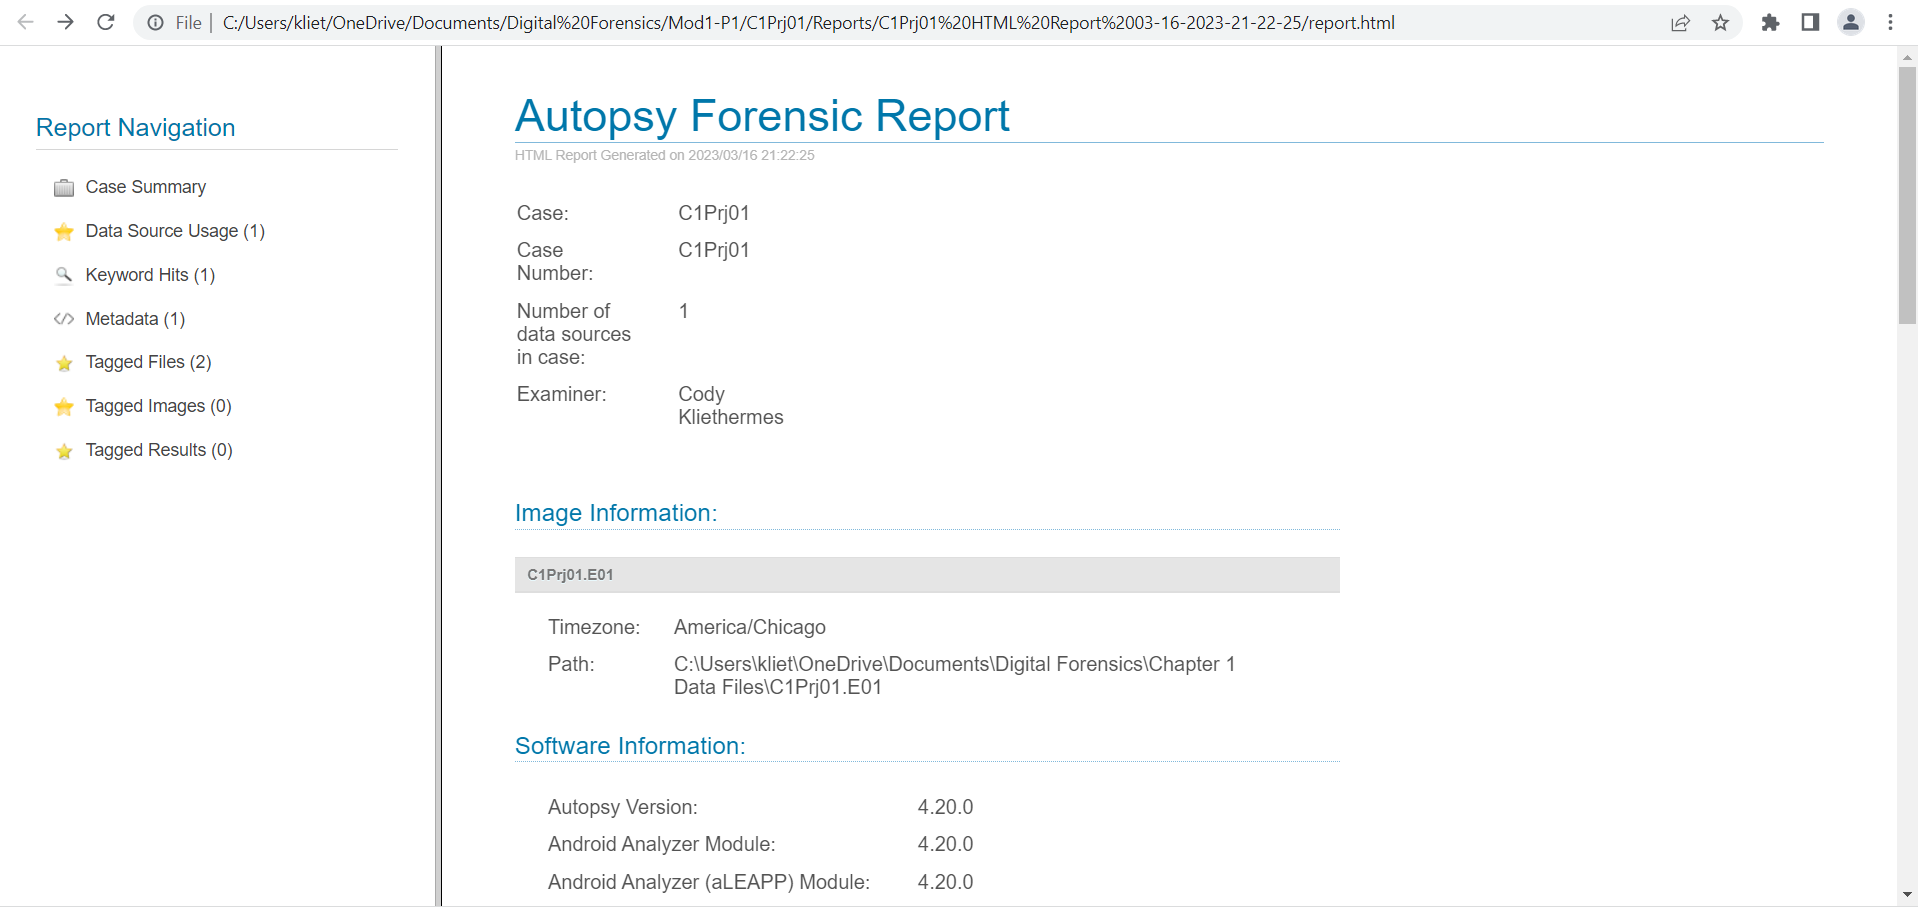 File | C:/Users/kliet/OneDrive/Documents/Digital%20Forensics/Mod1-P1/C1Prj01/Reports/C1Prj01%20HTML%20Report%2003-16-2023-21-22-25/report.html
Report Navigation
Case Summary
Data Source Usage (1)
Keyword Hits (1)
Metadata (1)
Tagged Files (2)
Tagged Images (0)
Tagged Results (0)
Autopsy Forensic Report
HTML Report Generated on 2023/03/16 21:22:25
Case: C1Prj01
Case C1Prj01
Number:
Number of 1
data sources
in case:
Examiner: Cody
Kliethermes
Image Information:
C1Prj01.E01
Timezone: America/Chicago
Path: C:\Users\kliet\OneDrive\Documents\Digital Forensics\Chapter 1
Data Files\C1Prj01.E01
Software Information:
Autopsy Version: 4.20.0
Android Analyzer Module: 4.20.0
Android Analyzer (aLEAPP) Module: 4.20.0